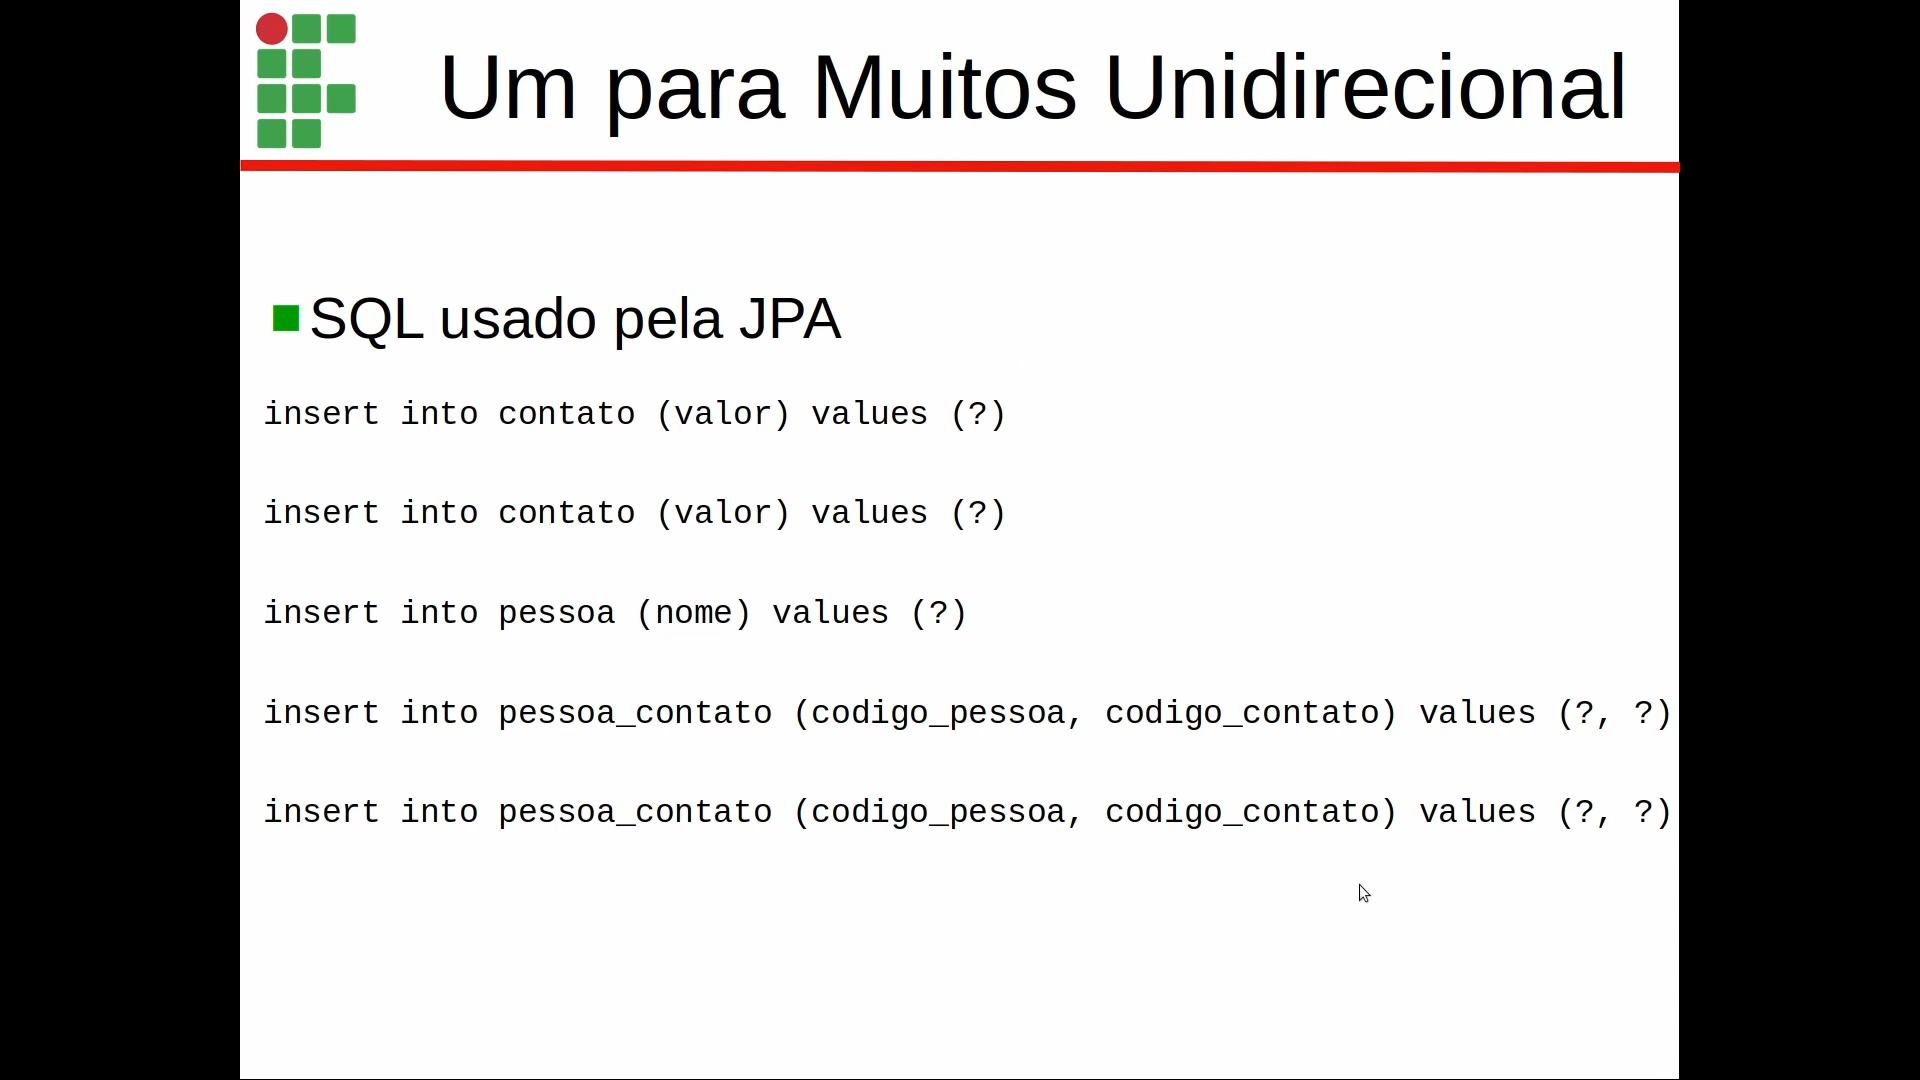 Um para Muitos Unidirecional
SQL usado pela JPA
insert into contato (valor) values (?)
insert into contato (valor) values (?)
insert into pessoa (nome) values (?)
insert into pessoa_contato (codigo_pessoa, codigo_contato) values (?, ?)
insert into pessoa_contato (codigo_pessoa, codigo_contato) values (?, ?)